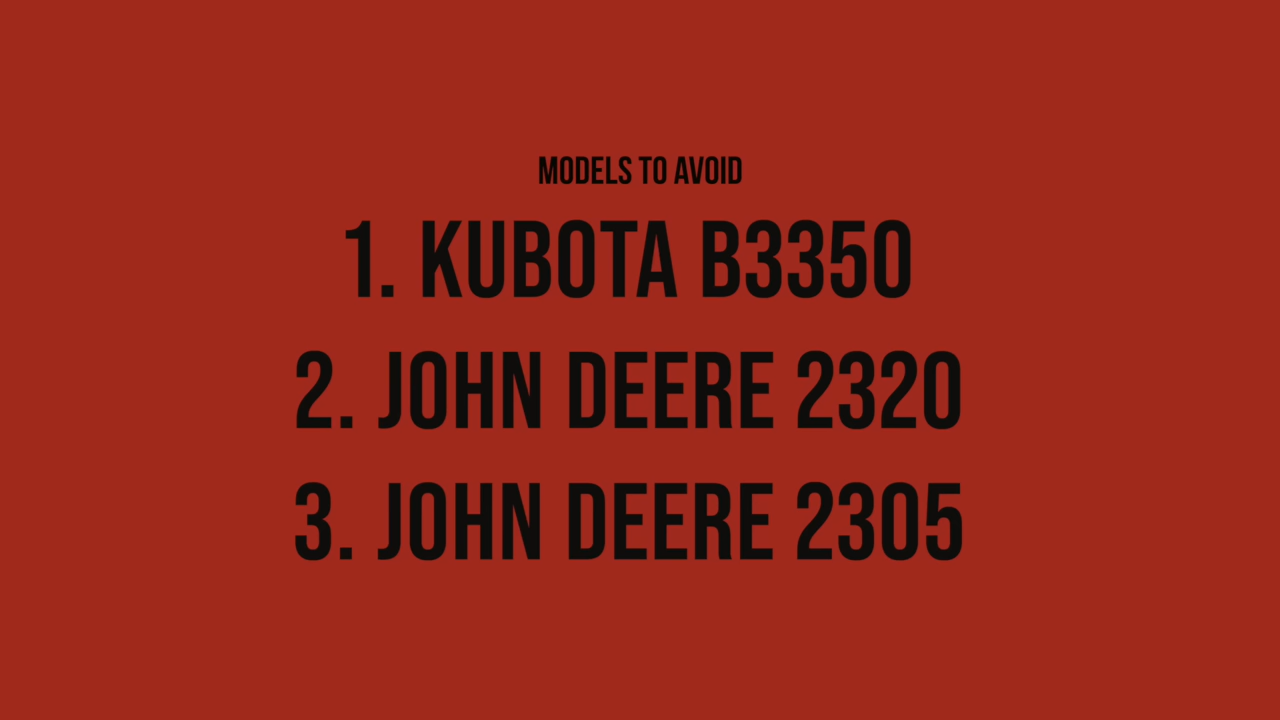 MODELS TO AVOID
1. KUBOTA B3350
2. JOHN DEERE 2320
3. JOHN DEERE 2305